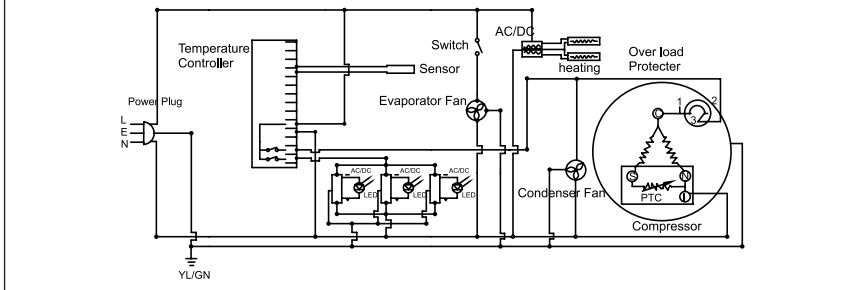 AC/DC
Switch
Temperature
Controller
Over load
Protecter
Sensor
heating
Power Plug
Evaporator Fan
1
2
3
L
E
N
AC/DC
AC/DC
AC/DC
LED
LED
LED
S
N
PTC
Condenser Fan
Compressor
YL/GN